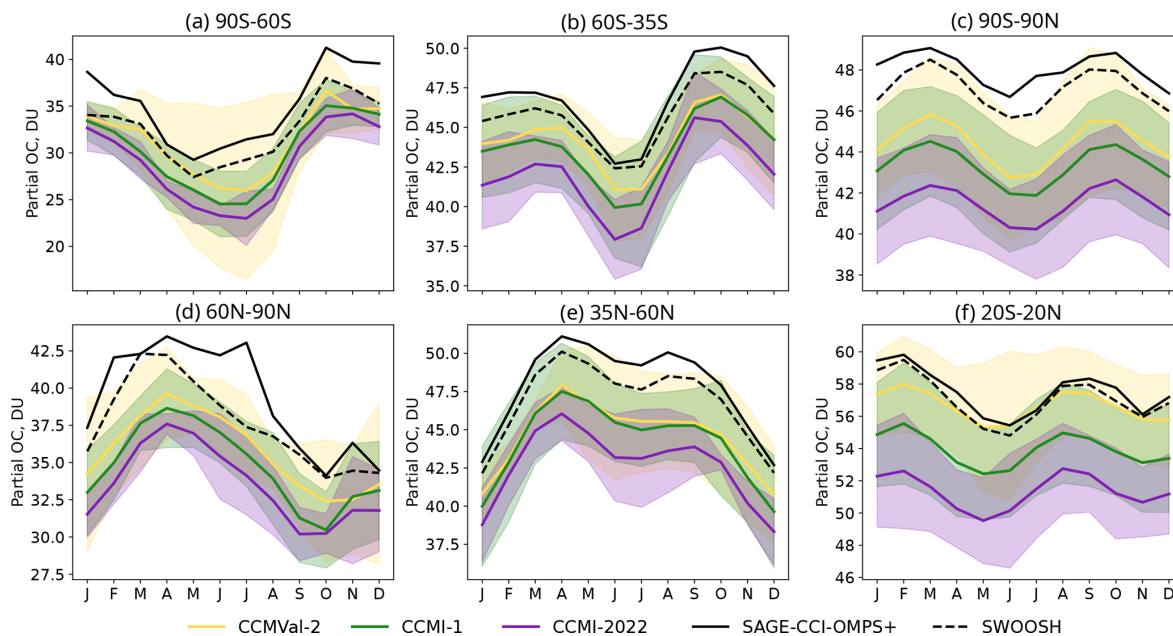 (a) 90S-60S
(b) 60S-35S
(c) 90S-90N
Partial OC, DU
40
35
30
25
20
J F M A M J J A S O N D
Partial OC, DU
50.0
47.5
45.0
42.5
40.0
37.5
35.0
J F M A M J J A S O N D
Partial OC, DU
48
46
44
42
40
38
J F M A M J J A S O N D
(d) 60N-90N
(e) 35N-60N
(f) 20S-20N
Partial OC, DU
42.5
40.0
37.5
35.0
32.5
30.0
27.5
J F M A M J J A S O N D
Partial OC, DU
50.0
47.5
45.0
42.5
40.0
37.5
J F M A M J J A S O N D
Partial OC, DU
60
58
56
54
52
50
48
46
J F M A M J J A S O N D
CCMVal-2 CCMI-1 CCMI-2022 SAGE-CCI-OMPS+ SWOOSH